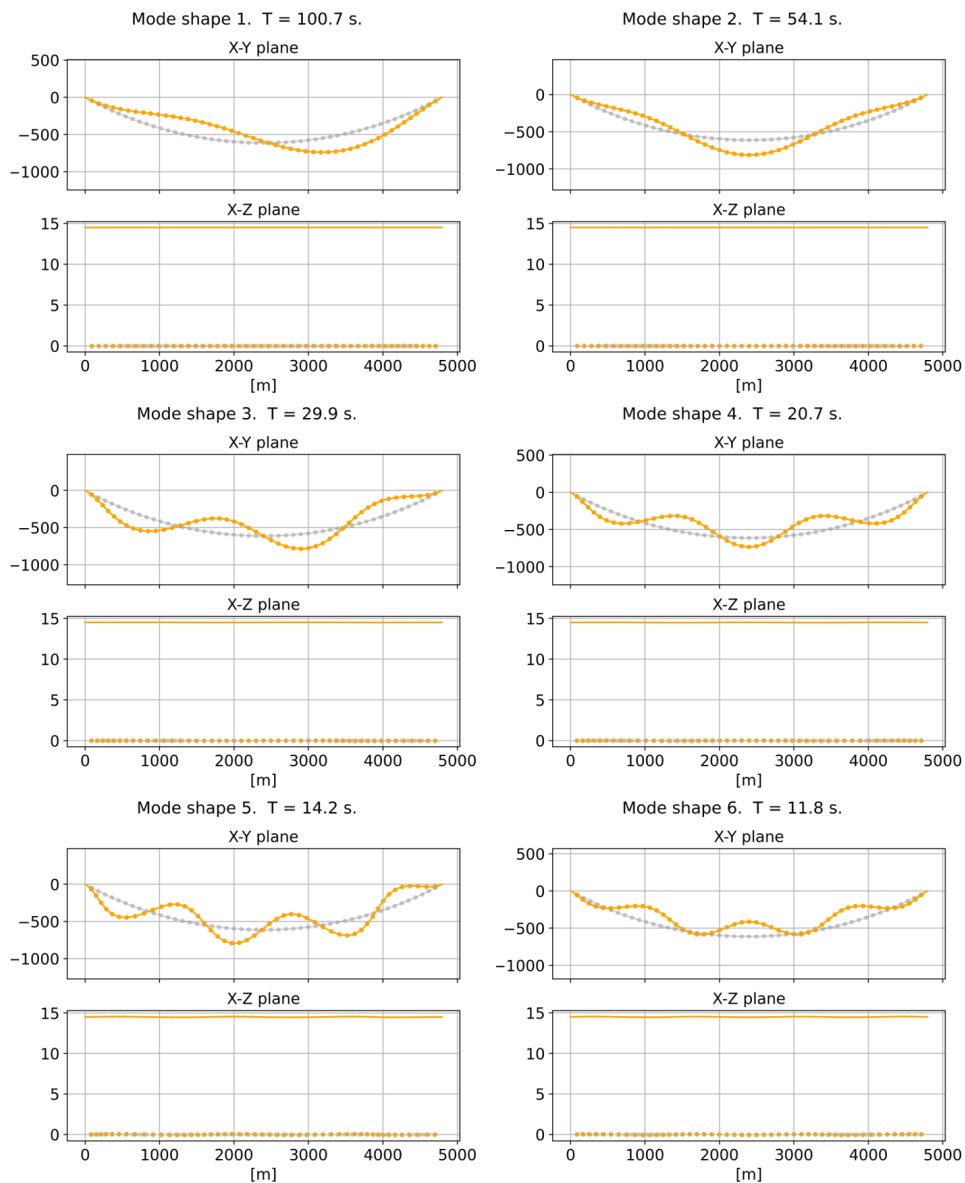 Mode shape 1.  T = 100.7 s.
X-Y plane
500
0
−500
−1000
X-Z plane
15
10
5
0
0 1000 2000 3000 4000 5000
[m]
Mode shape 2.  T = 54.1 s.
X-Y plane
0
−500
−1000
X-Z plane
15
10
5
0
0 1000 2000 3000 4000 5000
[m]
Mode shape 3.  T = 29.9 s.
X-Y plane
0
−500
−1000
X-Z plane
15
10
5
0
0 1000 2000 3000 4000 5000
[m]
Mode shape 4.  T = 20.7 s.
X-Y plane
500
0
−500
−1000
X-Z plane
15
10
5
0
0 1000 2000 3000 4000 5000
[m]
Mode shape 5.  T = 14.2 s.
X-Y plane
0
−500
−1000
X-Z plane
15
10
5
0
0 1000 2000 3000 4000 5000
[m]
Mode shape 6.  T = 11.8 s.
X-Y plane
500
0
−500
−1000
X-Z plane
15
10
5
0
0 1000 2000 3000 4000 5000
[m]